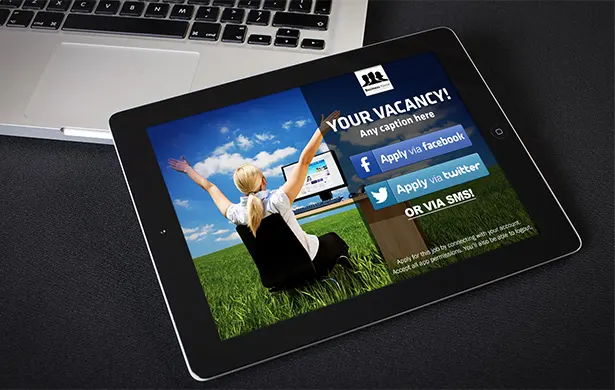 YOUR VACANCY!
Any caption here
f Apply via facebook
Apply via twitter
OR VIA SMS!
Apply for this job by connecting with your account.
Accept all app permissions. You'll also be able to logout.